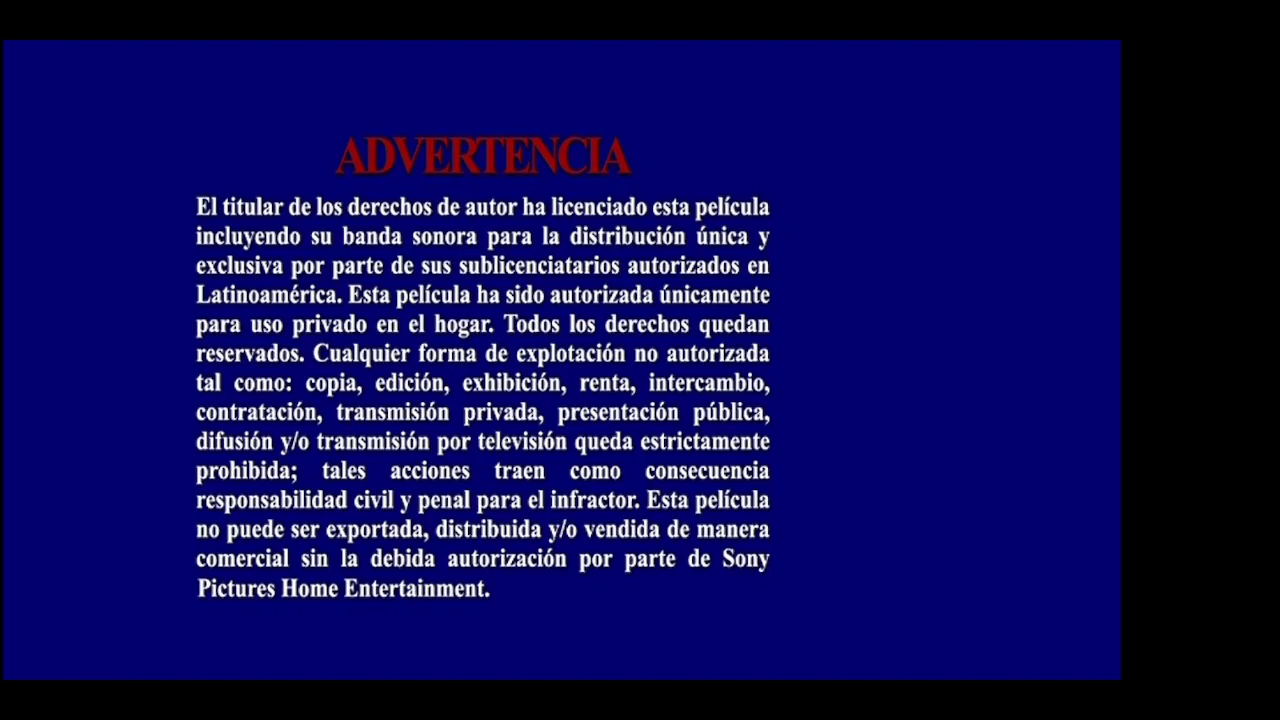 ADVERTENCIA
El titular de los derechos de autor ha licenciado esta película
incluyendo su banda sonora para la distribución única y
exclusiva por parte de sus sublicenciatarios autorizados en
Latinoamérica. Esta película ha sido autorizada únicamente
para uso privado en el hogar. Todos los derechos quedan
reservados. Cualquier forma de explotación no autorizada
tal como: copia, edición, exhibición, renta, intercambio,
contratación, transmisión privada, presentación pública,
difusión y/o transmisión por televisión queda estrictamente
prohibida; tales acciones traen como consecuencia
responsabilidad civil y penal para el infractor. Esta película
no puede ser exportada, distribuida y/o vendida de manera
comercial sin la debida autorización por parte de Sony
Pictures Home Entertainment.